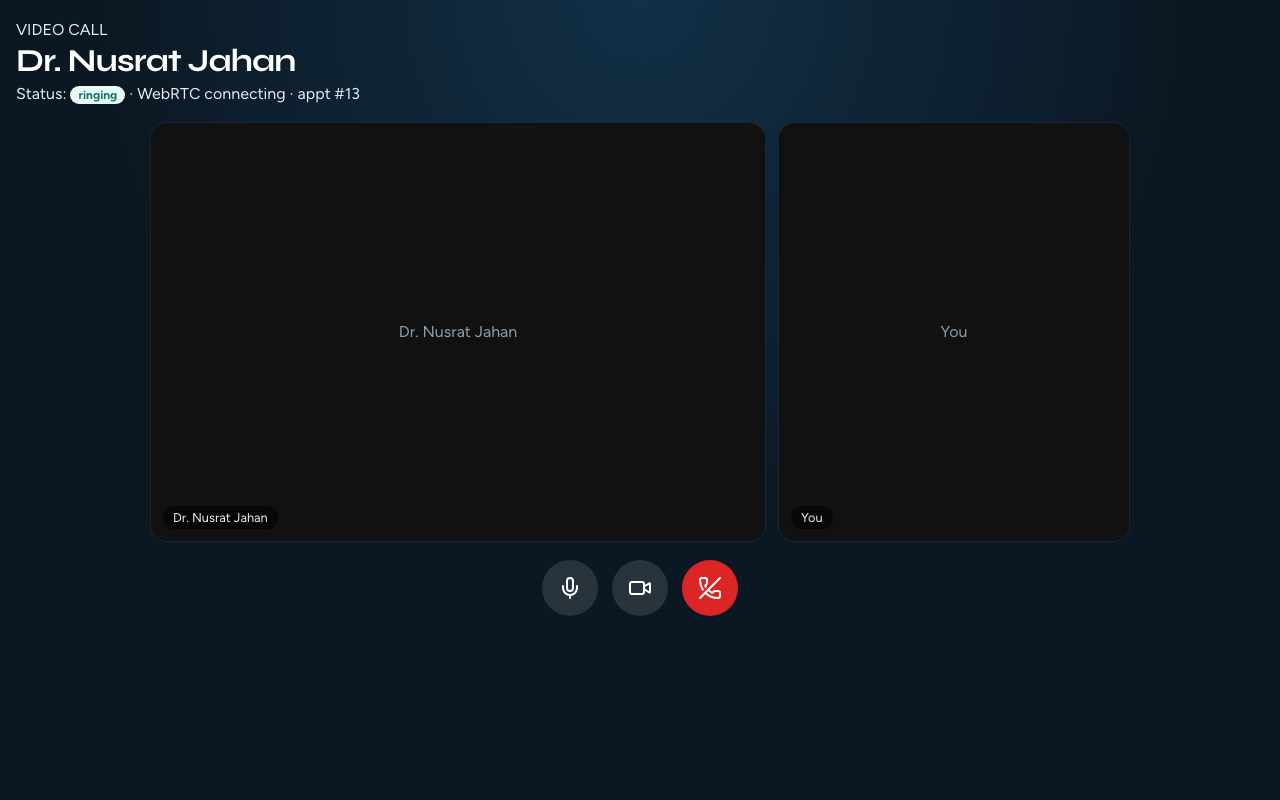 VIDEO CALL
Dr. Nusrat Jahan
Status: ringing · WebRTC connecting · appt #13
Dr. Nusrat Jahan
You
Dr. Nusrat Jahan
You